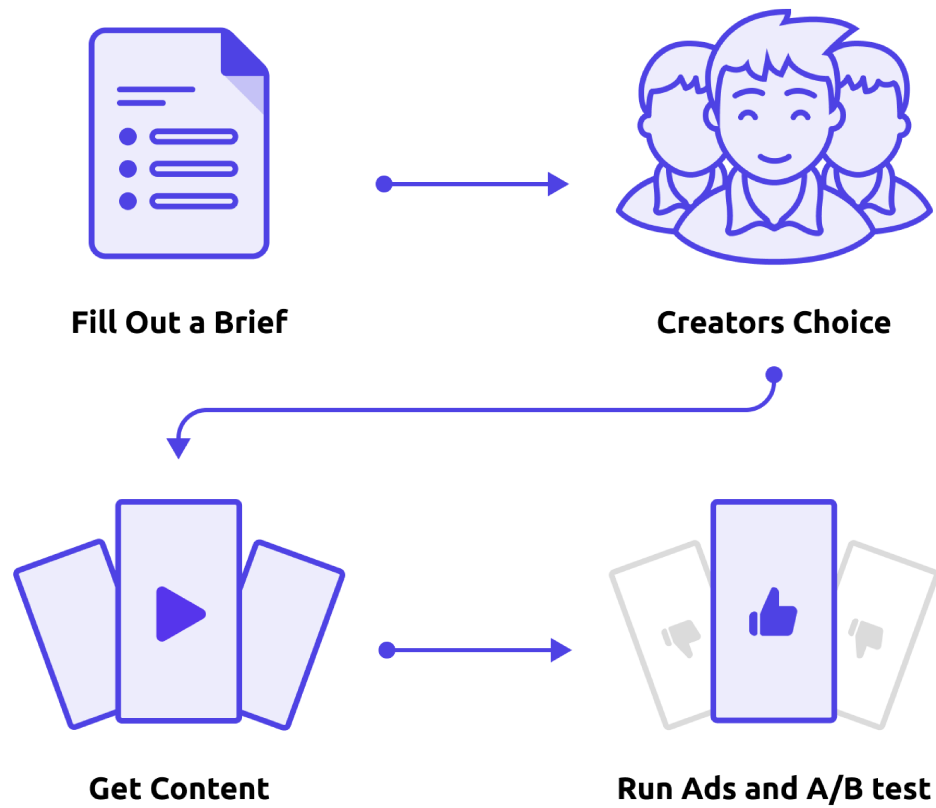 Fill Out a Brief
Creators Choice
Get Content
Run Ads and A/B test